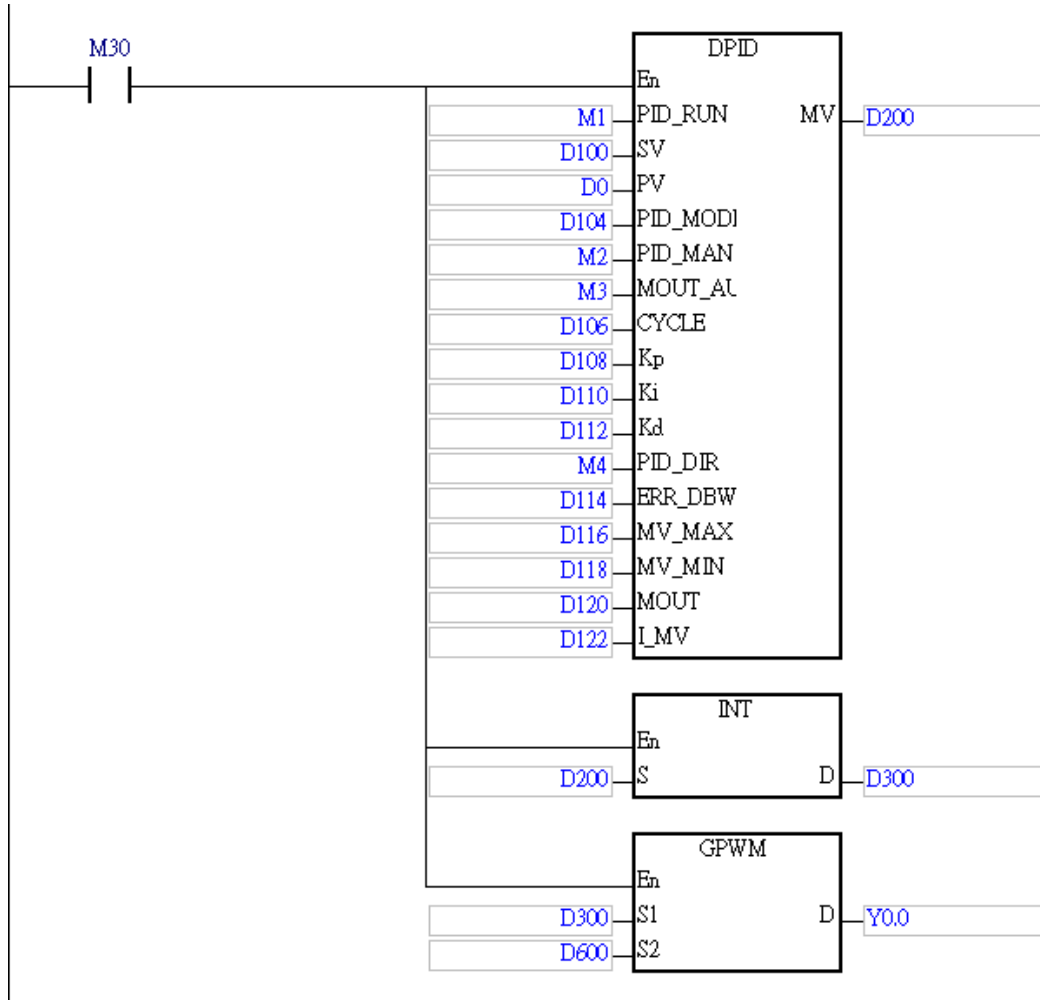 M30
DPID
En
M1 PID_RUN MV D200
D100 SV
D0 PV
D104 PID_MODI
M2 PID_MAN
M3 MOUT_AU
D106 CYCLE
D108 Kp
D110 Ki
D112 Kd
M4 PID_DIR
D114 ERR_DBW
D116 MV_MAX
D118 MV_MIN
D120 MOUT
D122 I_MV
INT
En
D200 S D D300
GPWM
En
D300 S1 D Y0.0
D600 S2